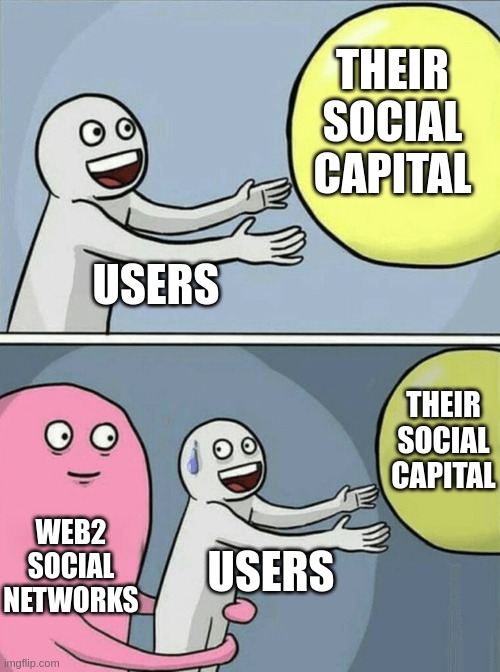 THEIR
SOCIAL
CAPITAL
USERS
THEIR
SOCIAL
CAPITAL
WEB2
SOCIAL
NETWORKS
USERS
imgflip.com